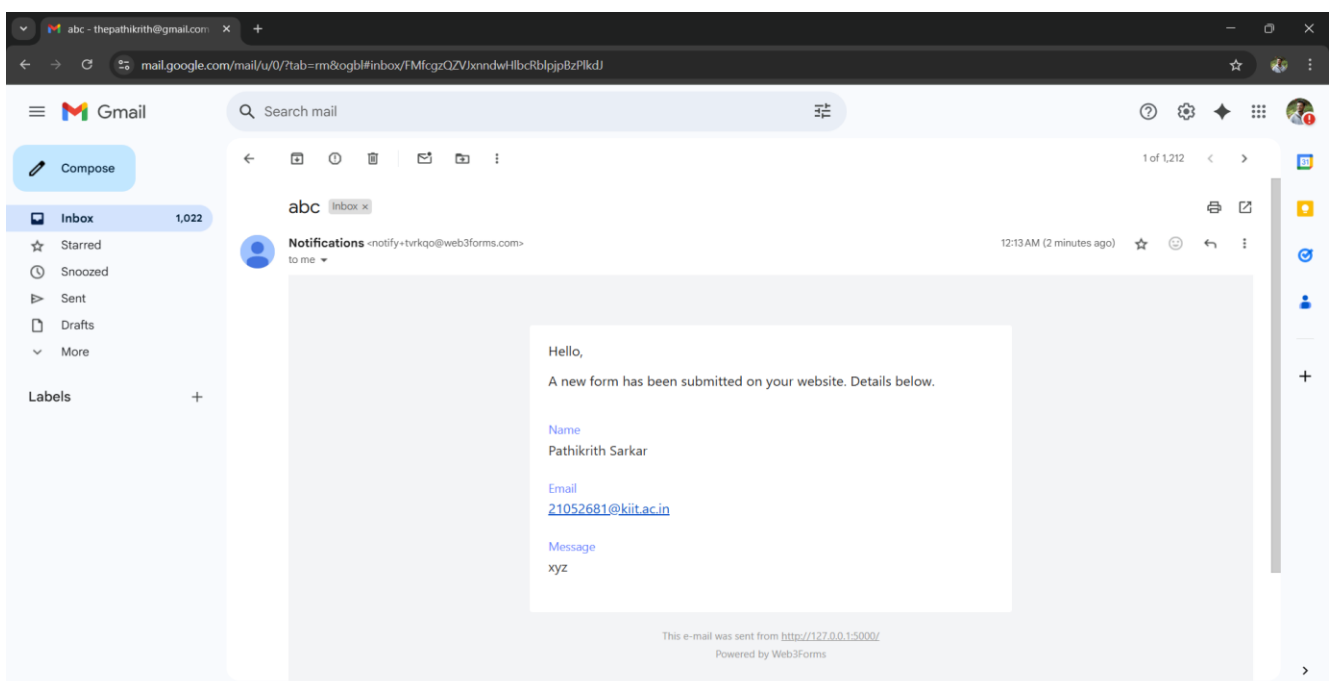 abc - thepathikrith@gmail.com
mail.google.com/mail/u/0/?tab=rm&ogbl#inbox/FMfcgzQZVJxnndwHlbcRblpjpBzPlkdJ
Gmail
Search mail
Compose
1 of 1,212
31
Inbox 1,022
Starred
Snoozed
Sent
Drafts
More
Labels
abc Inbox x
Notifications <notify+tvrkqo@web3forms.com> 12:13 AM (2 minutes ago)
to me
Hello,
A new form has been submitted on your website. Details below.
Name
Pathikrith Sarkar
Email
21052681@kiit.ac.in
Message
xyz
This e-mail was sent from http://127.0.0.1:5000/
Powered by Web3Forms